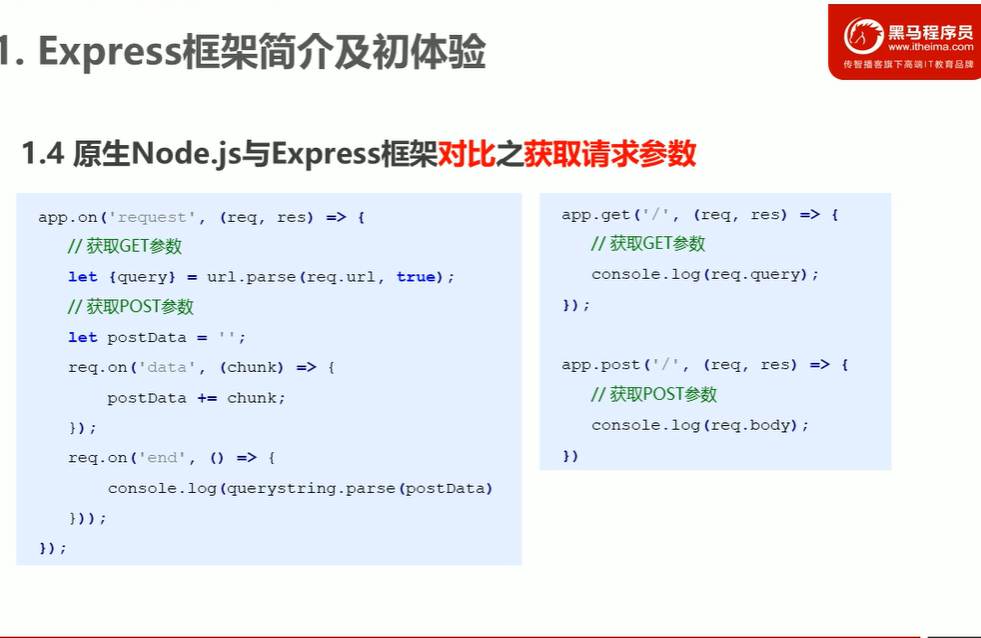 1. Express框架简介及初体验
黑马程序员
www.itheima.com
传智播客旗下高端IT教育品牌
1.4 原生Node.js与Express框架对比之获取请求参数
app.on('request', (req, res) => {
// 获取GET参数
let {query} = url.parse(req.url, true);
// 获取POST参数
let postData = '';
req.on('data', (chunk) => {
postData += chunk;
});
req.on('end', () => {
console.log(querystring.parse(postData)
}));
});
app.get('/', (req, res) => {
// 获取GET参数
console.log(req.query);
});
app.post('/', (req, res) => {
// 获取POST参数
console.log(req.body);
})